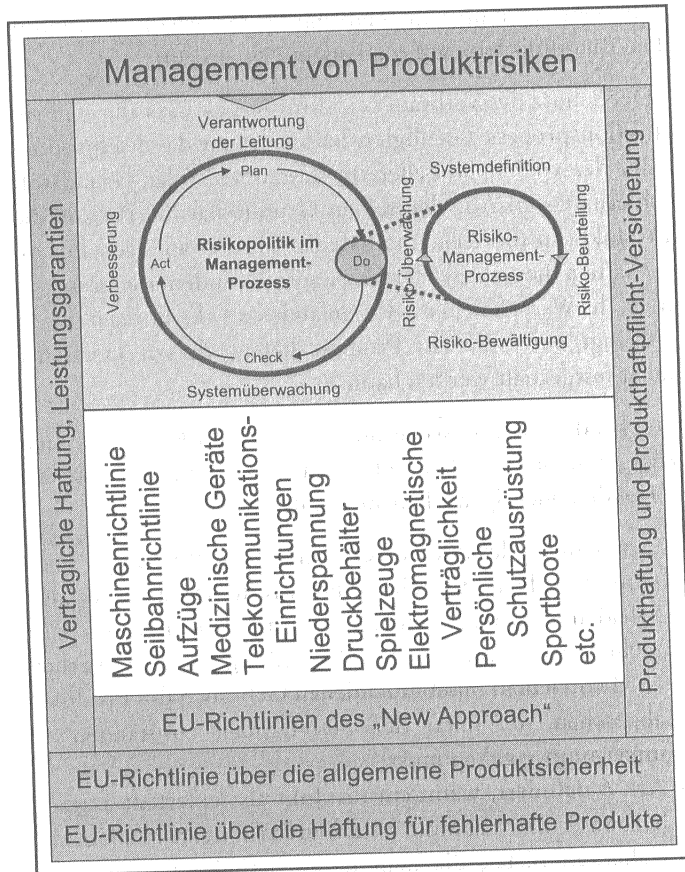 Management von Produktrisiken
Vertragliche Haftung, Leistungsgarantien
Verantwortung
der Leitung
Plan
Verbesserung
Act
Risikopolitik im
Management-
Prozess
Do
Check
Systemüberwachung
Systemdefinition
Risiko-Überwachung
Risiko-
Management-
Prozess
Risiko-Beurteilung
Risiko-Bewältigung
Produkthaftung und Produkthaftpflicht-Versicherung
Maschinenrichtlinie
Seilbahnrichtlinie
Aufzüge
Medizinische Geräte
Telekommunikations-
Einrichtungen
Niederspannung
Druckbehälter
Spielzeuge
Elektromagnetische
Verträglichkeit
Persönliche
Schutzausrüstung
Sportboote
etc.
EU-Richtlinien des „New Approach“
EU-Richtlinie über die allgemeine Produktsicherheit
EU-Richtlinie über die Haftung für fehlerhafte Produkte